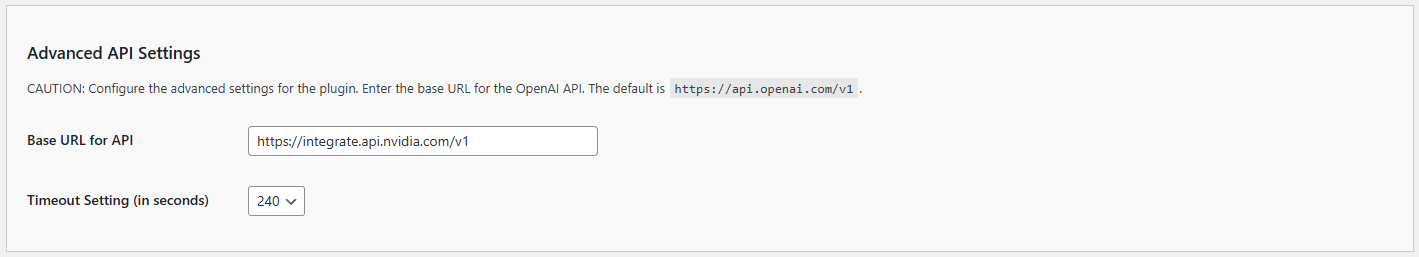 Advanced API Settings
CAUTION: Configure the advanced settings for the plugin. Enter the base URL for the OpenAI API. The default is https://api.openai.com/v1.
Base URL for API
https://integrate.api.nvidia.com/v1
Timeout Setting (in seconds)
240